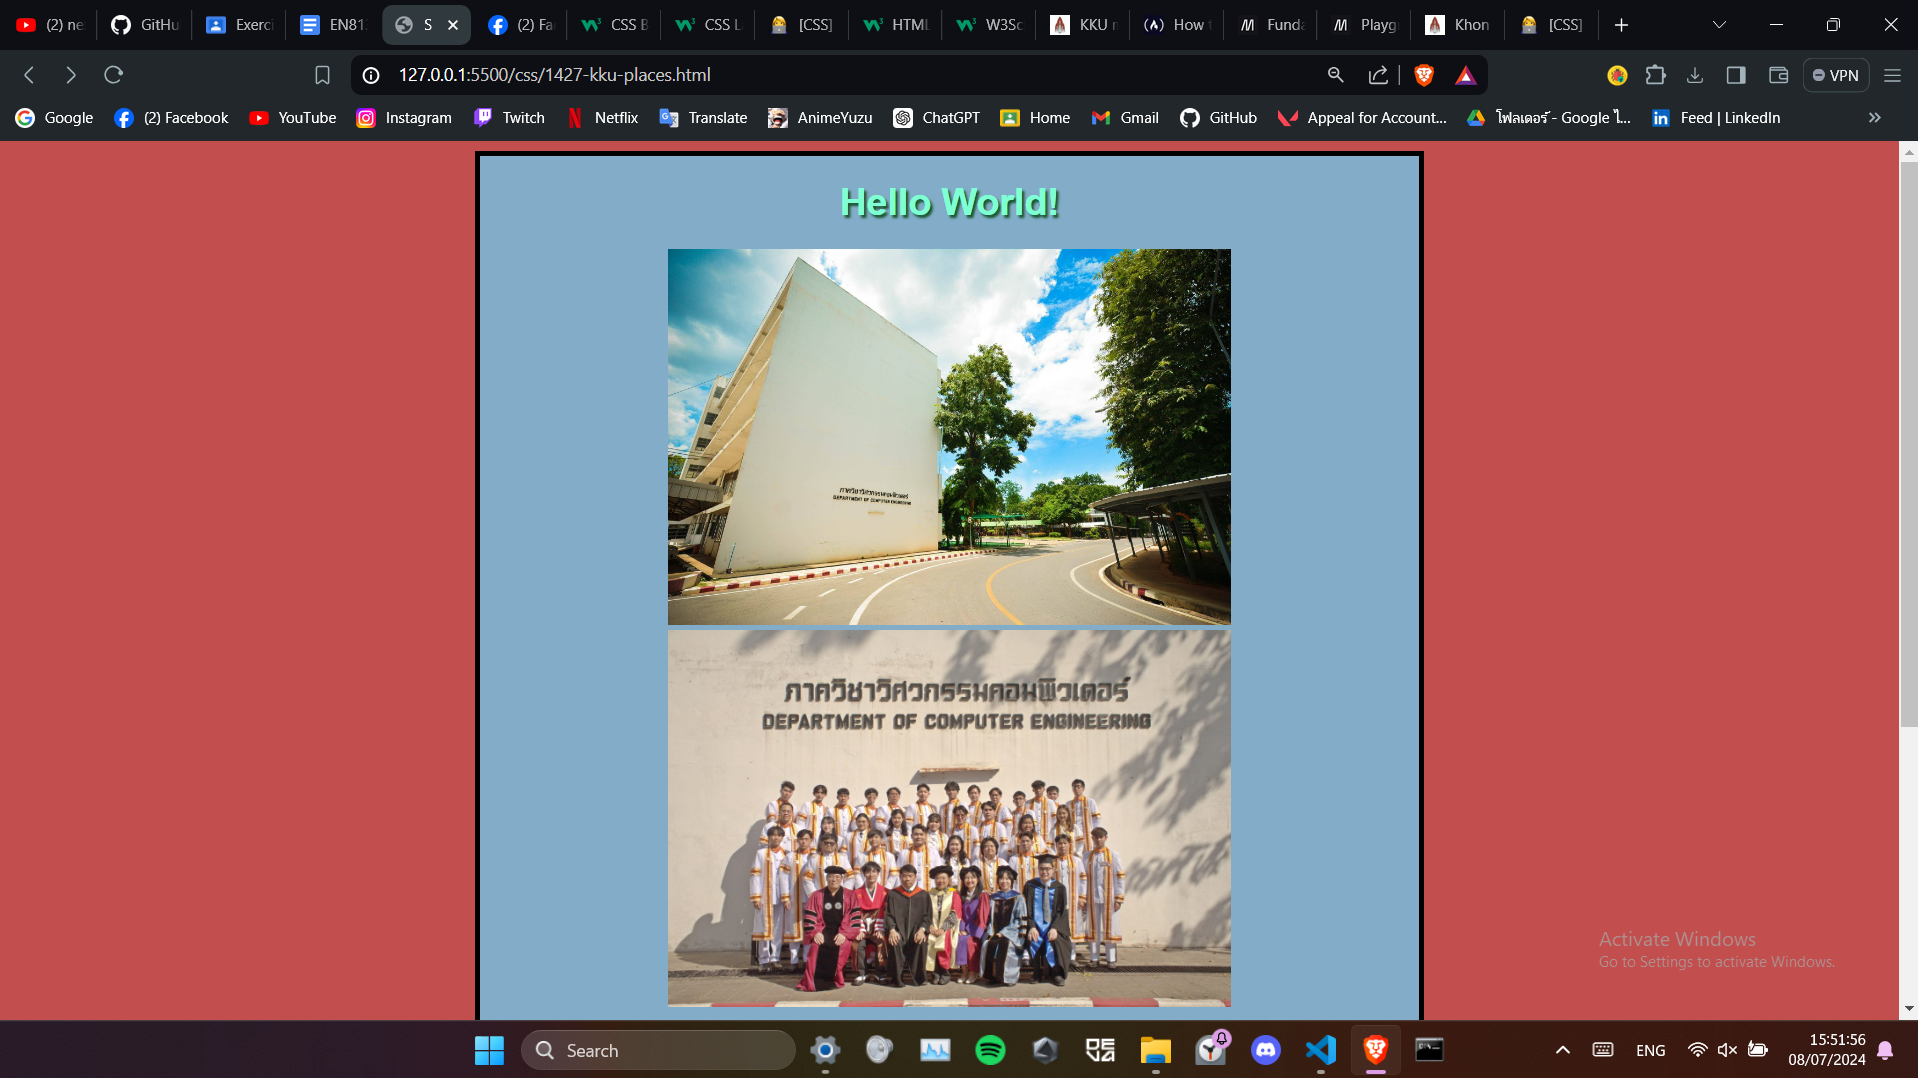 (2) ne
GitHu
Exerci
EN81
S
(2) Fa
CSS B
CSS L
[CSS]
HTML
W3Sc
KKU n
How t
Funda
Playg
Khon
[CSS]
127.0.0.1:5500/css/1427-kku-places.html
VPN
Google
(2) Facebook
YouTube
Instagram
Twitch
Netflix
Translate
AnimeYuzu
ChatGPT
Home
Gmail
GitHub
Appeal for Account...
โฟลเดอร์ - Google ไ...
Feed | LinkedIn
Hello World!
ภาควิชาวิศวกรรมคอมพิวเตอร์
DEPARTMENT OF COMPUTER ENGINEERING
ภาควิชาวิศวกรรมคอมพิวเตอร์
DEPARTMENT OF COMPUTER ENGINEERING
Activate Windows
Go to Settings to activate Windows.
Search
ENG
15:51:56
08/07/2024